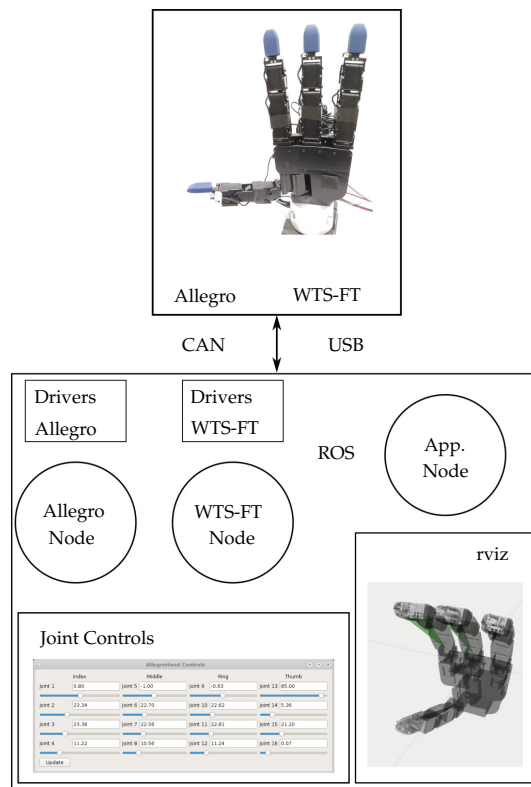 Allegro WTS-FT
CAN USB
Drivers
Allegro
Drivers
WTS-FT
ROS
App.
Node
Allegro
Node
WTS-FT
Node
rviz
Joint Controls
AllegroHand Controls
Index Middle Ring Thumb
Joint 1 0.80 Joint 5 -1.00 Joint 9 -0.63 Joint 13 85.00
Joint 2 23.34 Joint 6 22.70 Joint 10 22.62 Joint 14 5.36
Joint 3 23.38 Joint 7 22.56 Joint 11 22.81 Joint 15 21.20
Joint 4 11.22 Joint 8 10.56 Joint 12 11.24 Joint 16 0.07
Update